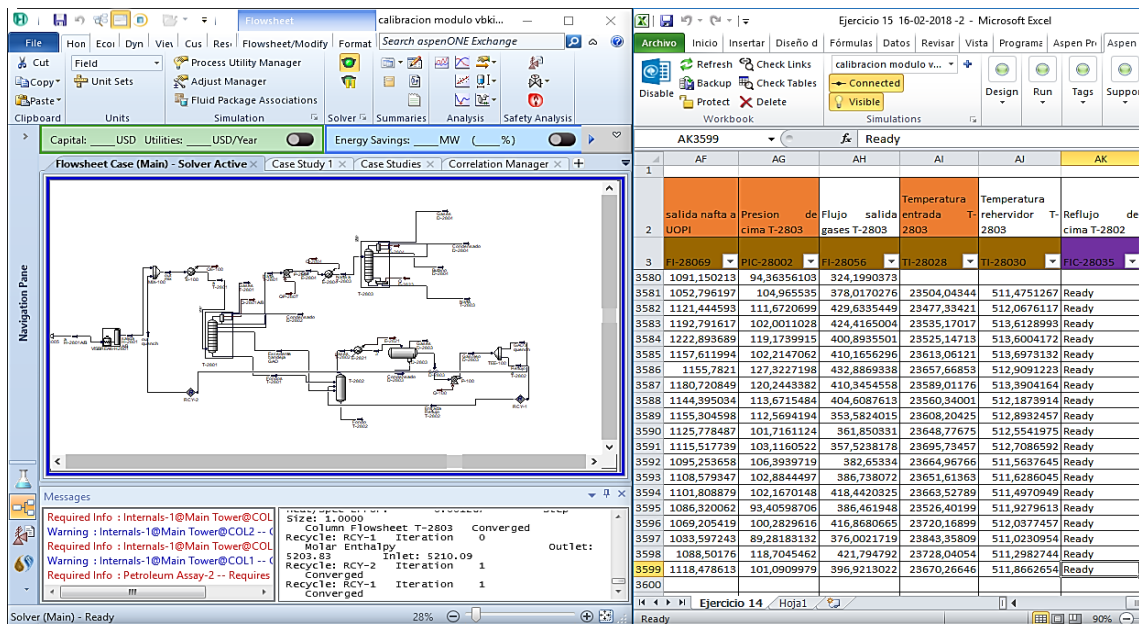 Flowsheet
calibracion modulo vbki...
File Hon Ecoı Dyn Viev Cus Resı Flowsheet/Modify Format Search aspenONE Exchange
Cut
Copy
Paste
Clipboard
Field
Unit Sets
Units
Process Utility Manager
Adjust Manager
Fluid Package Associations
Simulation
Solver
Summaries
Analysis
Safety Analysis
Capital: ____USD Utilities: ____USD/Year
Energy Savings: ____MW (___%)
Flowsheet Case (Main) - Solver Active Case Study 1 Case Studies Correlation Manager +
Navigation Pane
RCY-2
RCY-1
T-2801
T-2803
Messages
Required Info : Internals-1@Main Tower@COL
Warning : Internals-1@Main Tower@COL2 -- C
Required Info : Internals-1@Main Tower@COL
Warning : Internals-1@Main Tower@COL1 -- C
Required Info : Petroleum Assay-2 -- Requires
Size: 1.0000
Column Flowsheet T-2803 Converged
Recycle: RCY-1 Iteration 0
Molar Enthalpy Outlet:
5203.83 Inlet: 5210.09
Recycle: RCY-2 Iteration 1
Converged
Recycle: RCY-1 Iteration 1
Converged
Solver (Main) - Ready
28%
Ejercicio 15 16-02-2018 -2 - Microsoft Excel
Archivo Inicio Insertar Diseño d Fórmulas Datos Revisar Vista Programa Aspen Pr Aspen
Disable
Refresh Check Links
Backup Check Tables
Protect Delete
Workbook
calibracion modulo v...
Connected
Visible
Simulations
Design
Run
Tags
Suppor
AK3599 fx Ready
AF AG AH AI AJ AK
1
2 salida nafta a UOPI Presion de cima T-2803 Flujo salida gases T-2803 Temperatura entrada T-2803 Temperatura rehervidor T-2803 Reflujo de cima T-2802
3 FI-28069 PIC-28002 FI-28056 TI-28028 TI-28030 FIC-28035
3580 1091,150213 94,36356103 324,1990373
3581 1052,796197 104,965535 378,0170276 23504,04344 511,4751267 Ready
3582 1121,444593 111,6720699 429,6335449 23477,33421 512,0676117 Ready
3583 1192,791617 102,0011028 424,4165004 23535,17017 513,6128993 Ready
3584 1222,893689 119,1739915 400,8935501 23525,14713 513,6004172 Ready
3585 1157,611994 102,2147062 410,1656296 23613,06121 513,6973132 Ready
3586 1155,7821 127,3227198 432,8869338 23657,66853 512,9091223 Ready
3587 1180,720849 120,2443382 410,3454558 23589,01176 513,3904164 Ready
3588 1144,395034 113,6715484 404,6087613 23560,34001 512,1873914 Ready
3589 1155,304598 112,5694194 353,5824015 23608,20425 512,8932457 Ready
3590 1125,778487 101,7161124 361,850331 23648,77675 512,5541975 Ready
3591 1115,517739 103,1160522 357,5238178 23695,73457 512,7086592 Ready
3592 1095,253658 106,3939719 382,65334 23664,96766 511,5637645 Ready
3593 1108,579347 102,8844497 386,738072 23651,61363 511,6286045 Ready
3594 1101,808879 102,1670148 418,4420325 23663,52789 511,4970949 Ready
3595 1086,320062 93,40598706 386,461948 23526,40199 511,9279613 Ready
3596 1069,205419 100,2829616 416,8680665 23720,16899 512,0377457 Ready
3597 1033,597243 89,28183132 376,0021719 23843,35809 511,0230954 Ready
3598 1088,50176 118,7045462 421,794792 23728,04054 511,2982744 Ready
3599 1118,478613 101,0909979 396,9213022 23670,26646 511,8662654 Ready
3600
Ejercicio 14 Hoja1
Ready
90%